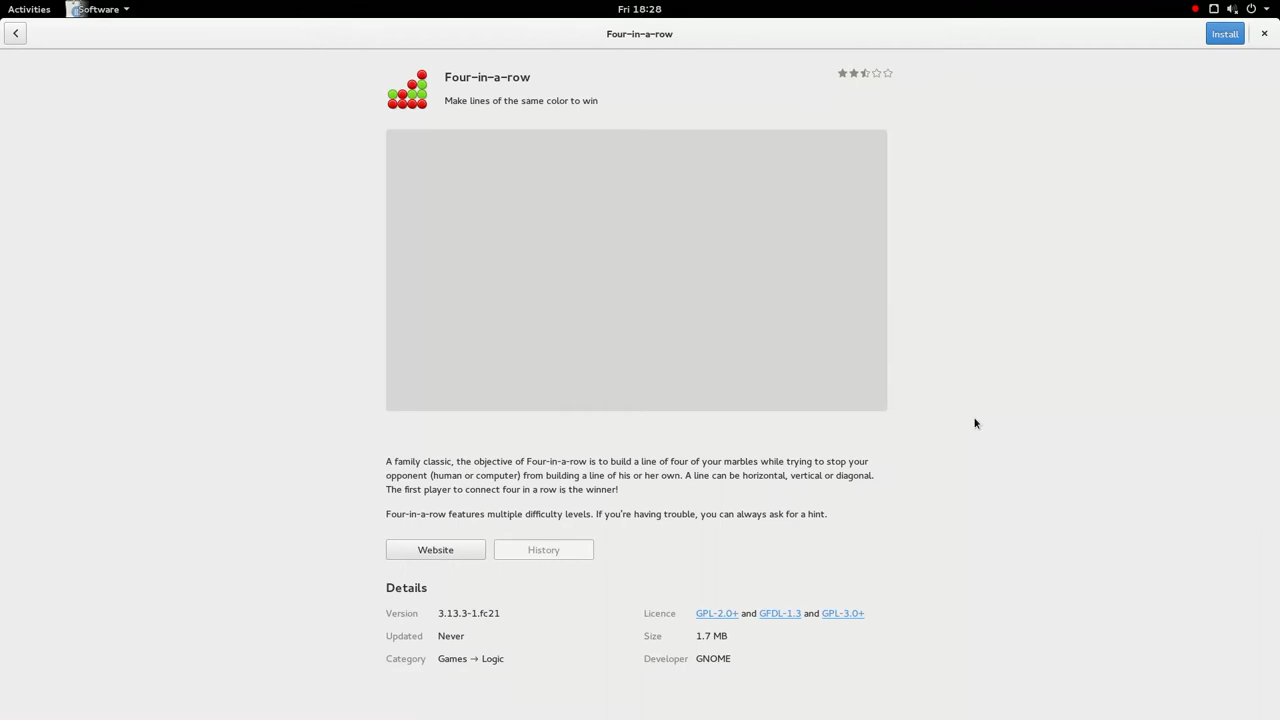 Activities
Software
Fri 18:28
Four-in-a-row
Install
Four-in-a-row
Make lines of the same color to win
A family classic, the objective of Four-in-a-row is to build a line of four of your marbles while trying to stop your
opponent (human or computer) from building a line of his or her own. A line can be horizontal, vertical or diagonal.
The first player to connect four in a row is the winner!
Four-in-a-row features multiple difficulty levels. If you're having trouble, you can always ask for a hint.
Website
History
Details
Version 3.13.3-1.fc21
Licence GPL-2.0+ and GFDL-1.3 and GPL-3.0+
Updated Never
Size 1.7 MB
Category Games → Logic
Developer GNOME